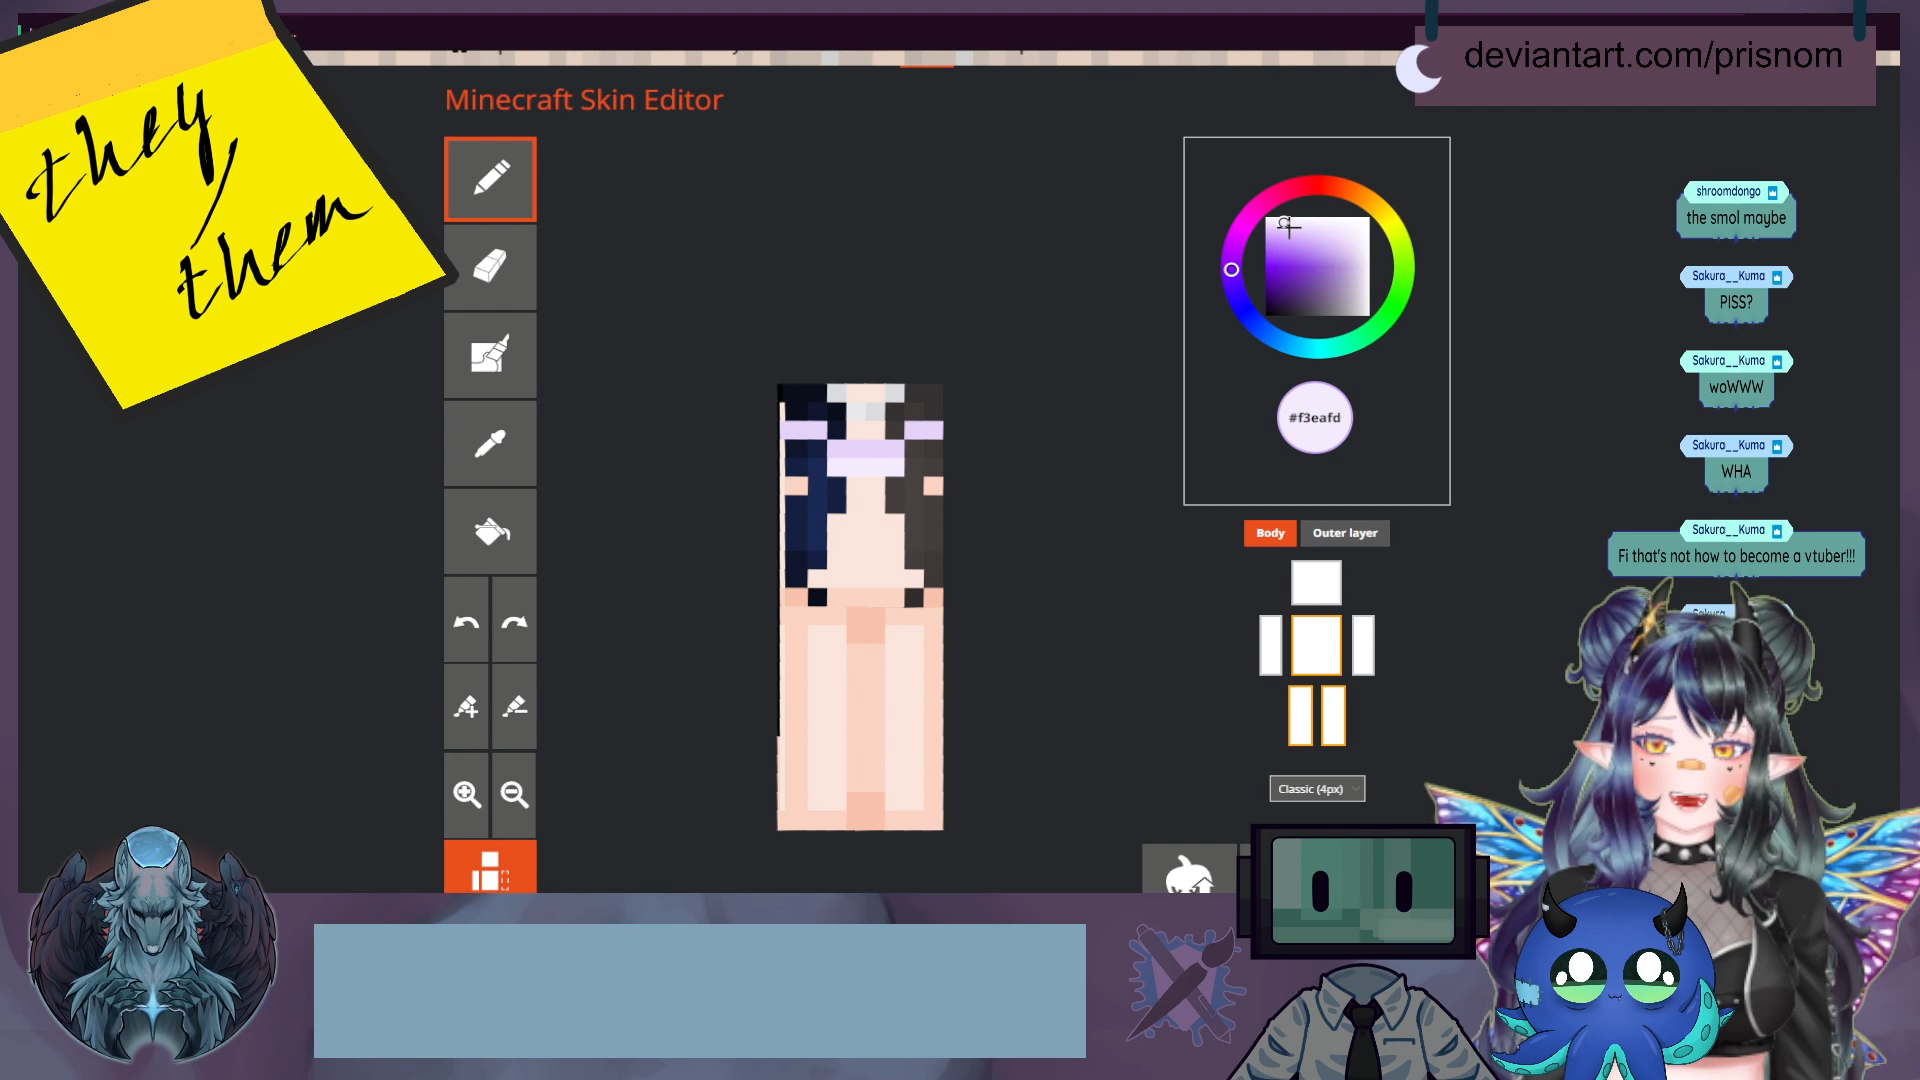 they
/
them
deviantart.com/prisnom
Minecraft Skin Editor
#f3eafd
Body
Outer layer
Classic (4px)
shroomdongo
the smol maybe
Sakura__Kuma
PISS?
Sakura__Kuma
woWWW
Sakura__Kuma
WHA
Sakura__Kuma
Fi that's not how to become a vtuber!!!